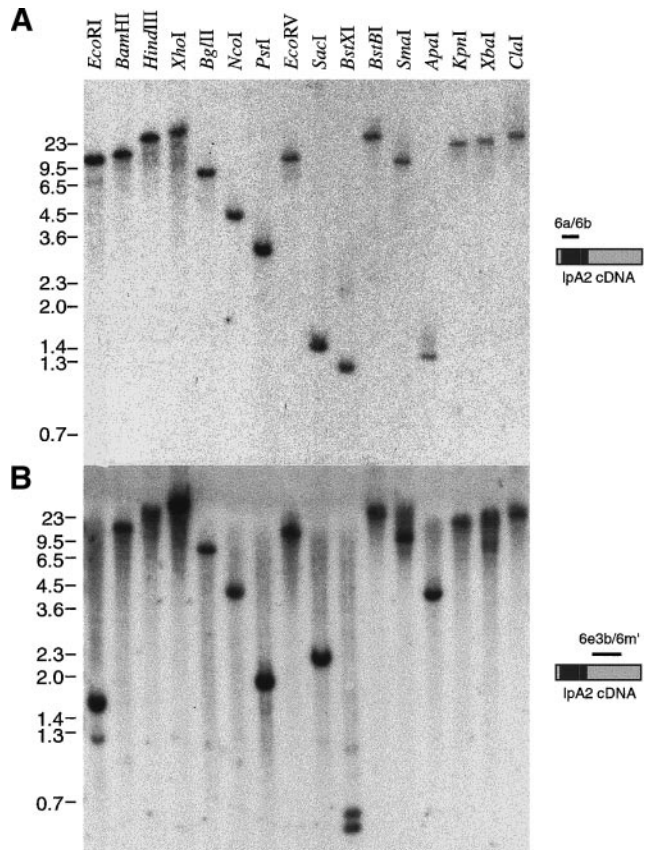 A
EcoRI BamHI HindIII XhoI BglII NcoI PstI EcoRV SacI BstXI BstBI SmaI ApaI KpnI XbaI ClaI
23
9.5
6.5
4.5
3.6
2.3
2.0
1.4
1.3
0.7
6a/6b
lpA2 cDNA
B
23
9.5
6.5
4.5
3.6
2.3
2.0
1.4
1.3
0.7
6e3b/6m'
lpA2 cDNA